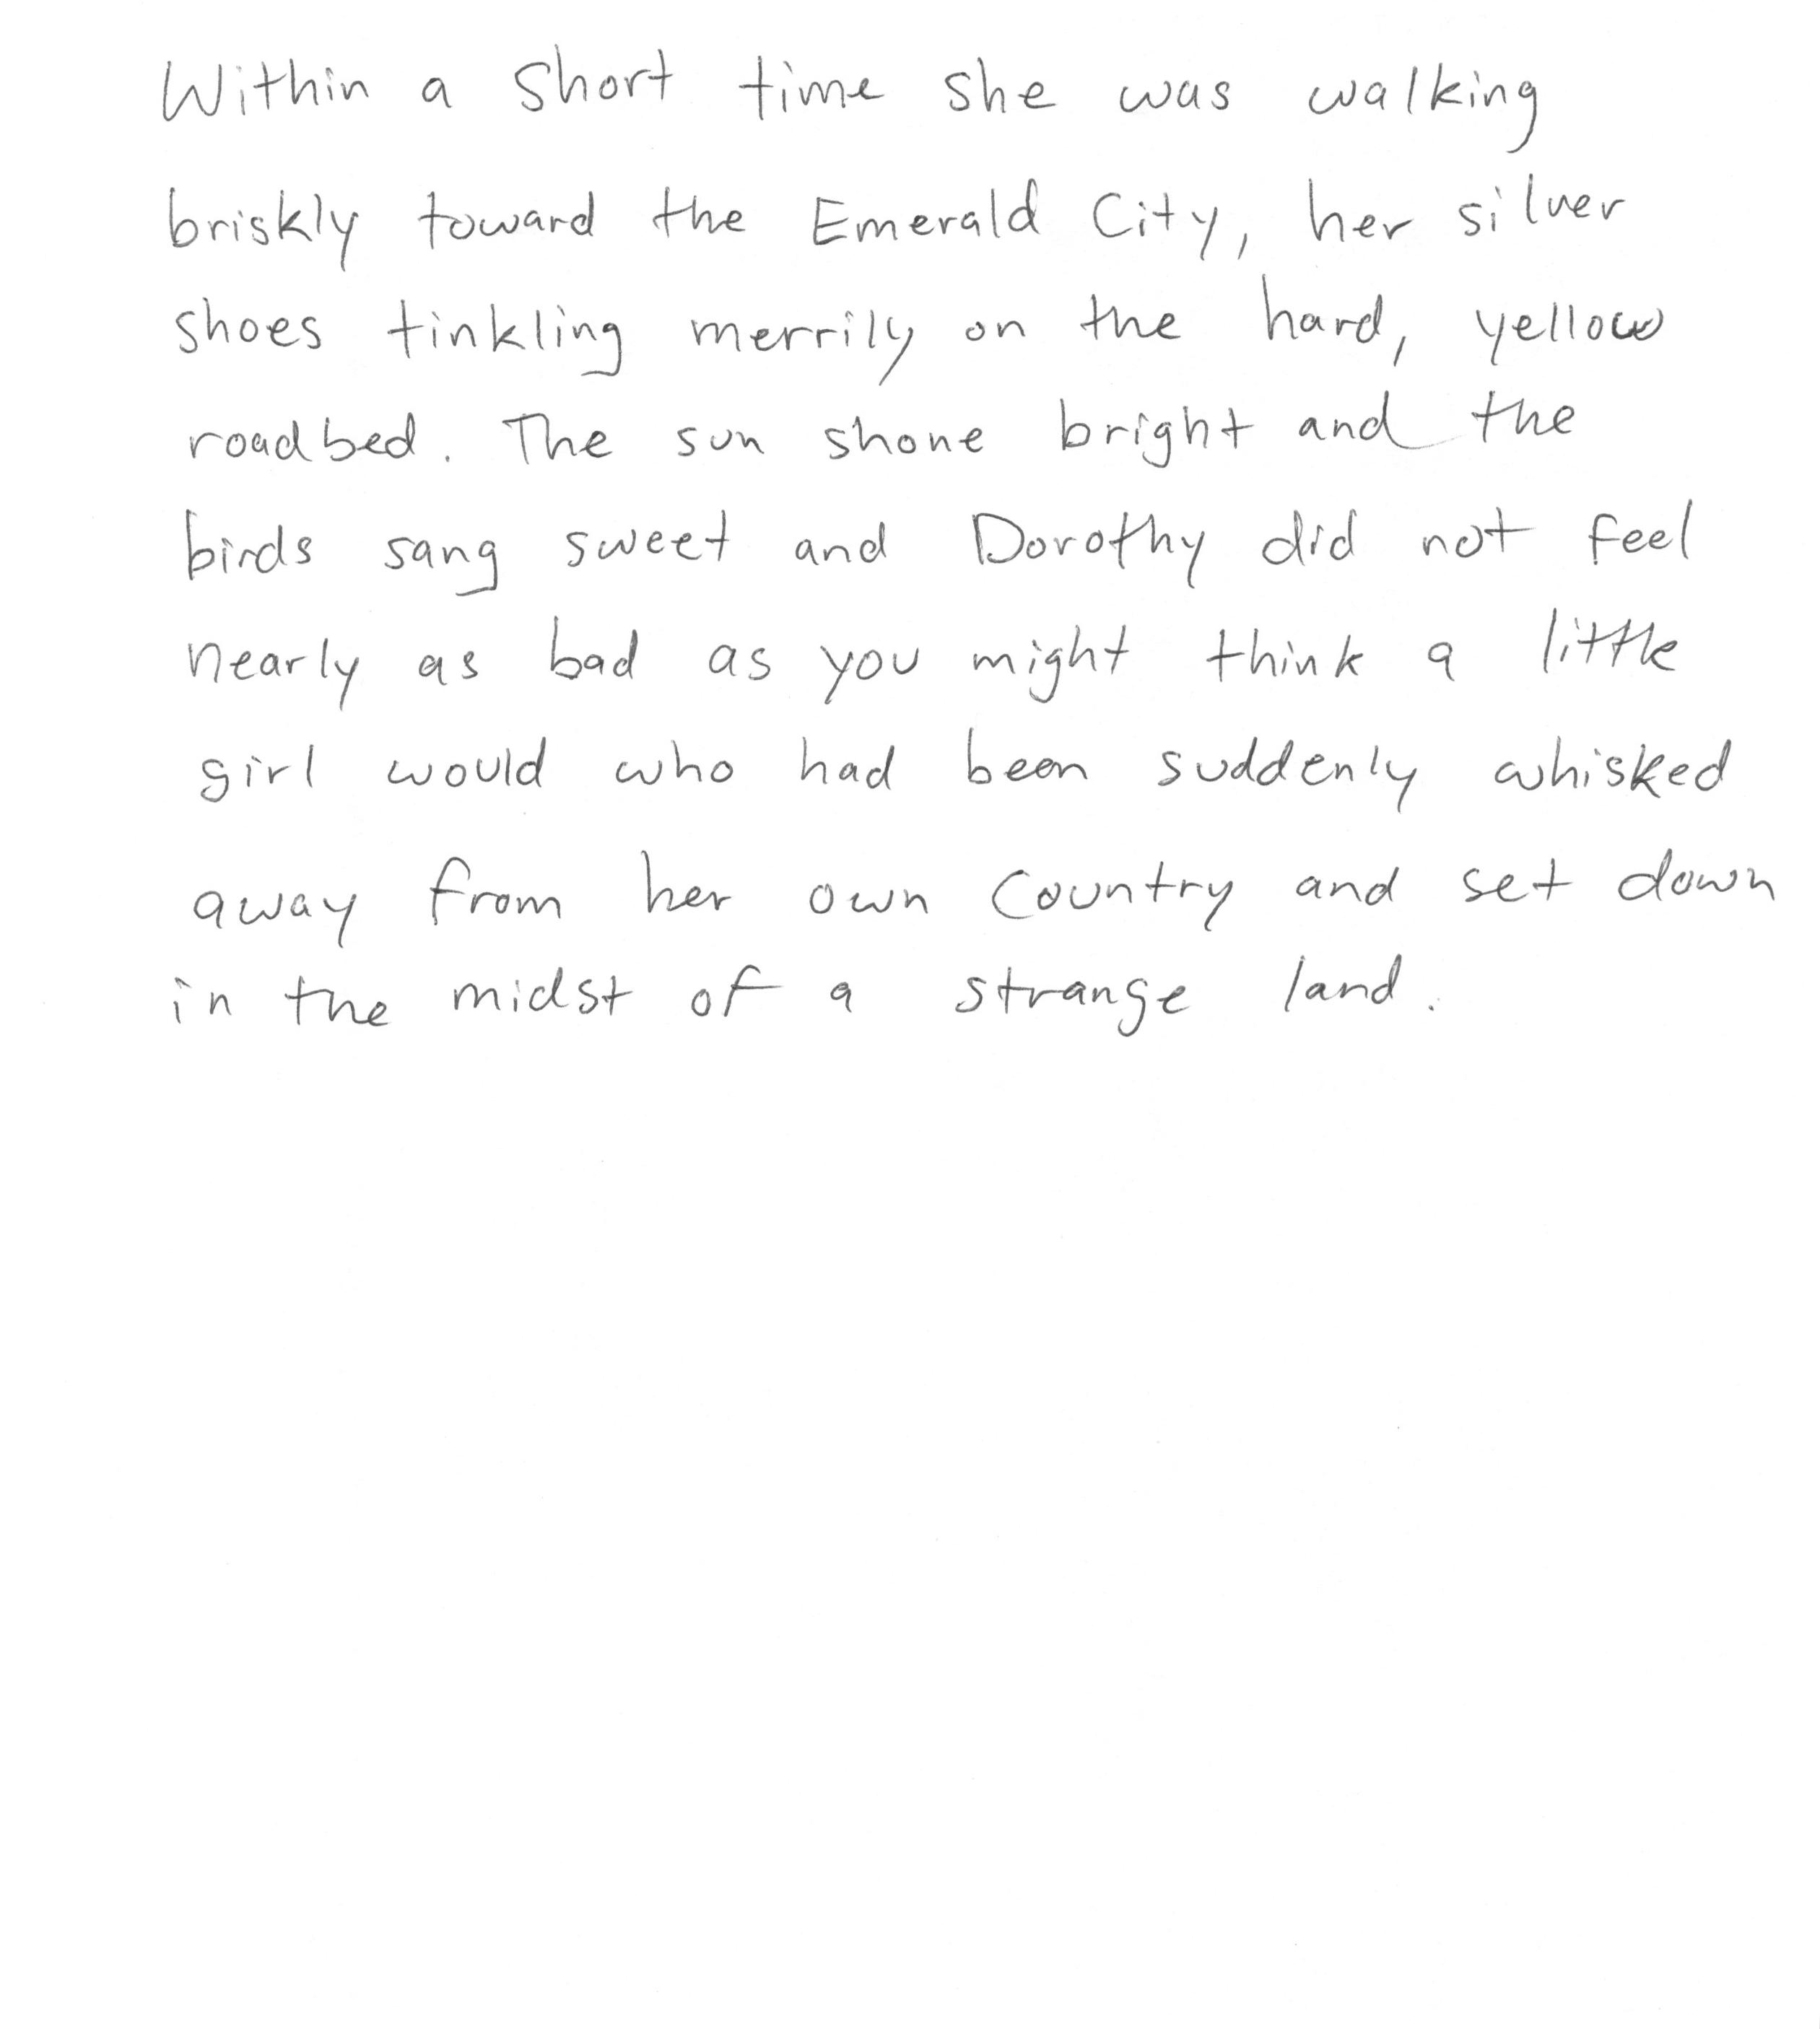 Within a short time she was walking
briskly toward the Emerald City, her silver
shoes tinkling merrily on the hard, yellow
roadbed. The sun shone bright and the
birds sang sweet and Dorothy did not feel
nearly as bad as you might think a little
girl would who had been suddenly whisked
away from her own country and set down
in the midst of a strange land.